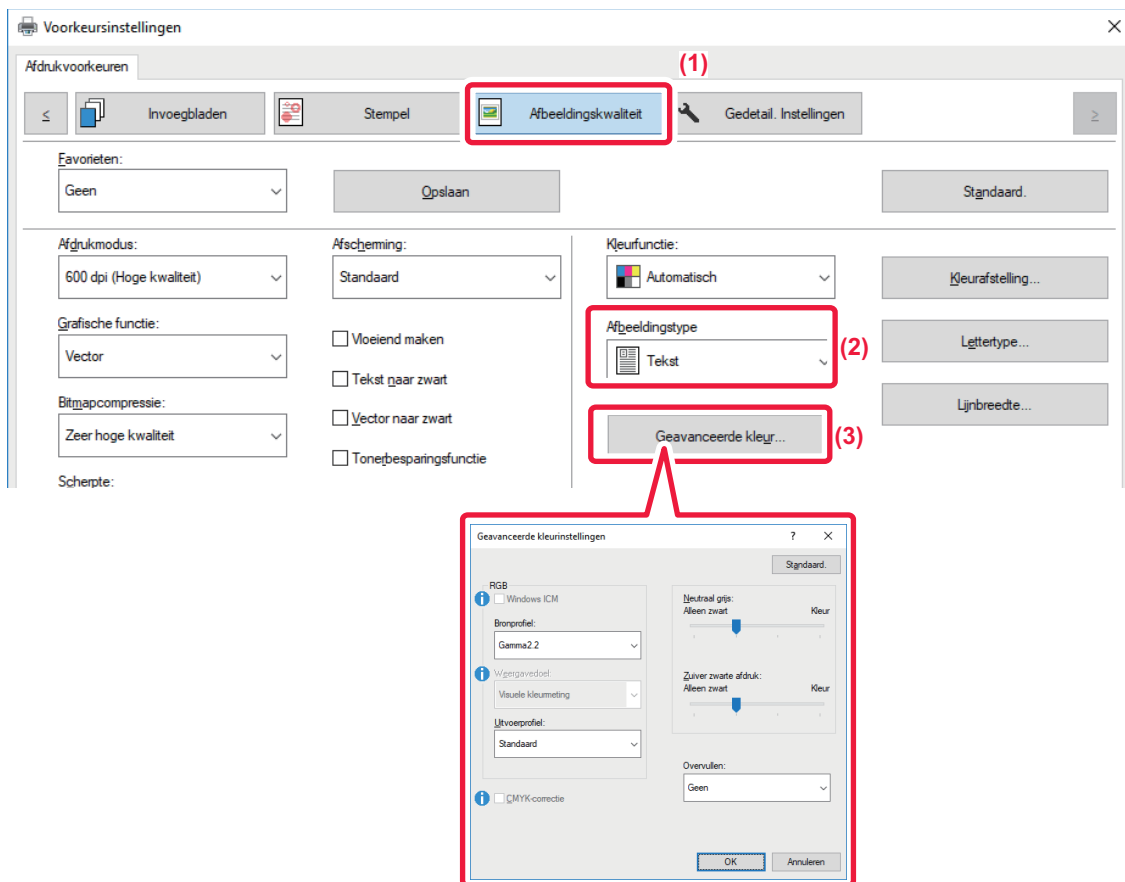 Voorkeursinstellingen
Afdrukvoorkeuren
(1)
<
Invoegbladen
Stempel
Afbeeldingskwaliteit
Gedetail. Instellingen
>
Favorieten:
Geen
Opslaan
Standaard.
Afdrukmodus:
600 dpi (Hoge kwaliteit)
Afscherming:
Standaard
Kleurfunctie:
Automatisch
Kleurafstelling...
Grafische functie:
Vector
Vloeiend maken
Tekst naar zwart
Afbeeldingstype
Tekst
(2)
Lettertype...
Bitmapcompressie:
Zeer hoge kwaliteit
Vector naar zwart
Tonerbesparingsfunctie
Geavanceerde kleur...
(3)
Lijnbreedte...
Scherpte:
Geavanceerde kleurinstellingen
?
Standaard.
RGB
Windows ICM
Bronprofiel:
Gamma2.2
Weergavedoel:
Visuele kleurmeting
Uitvoerprofiel:
Standaard
CMYK-correctie
Neutraal grijs:
Alleen zwart Kleur
Zuiver zwarte afdruk:
Alleen zwart Kleur
Overvullen:
Geen
OK
Annuleren